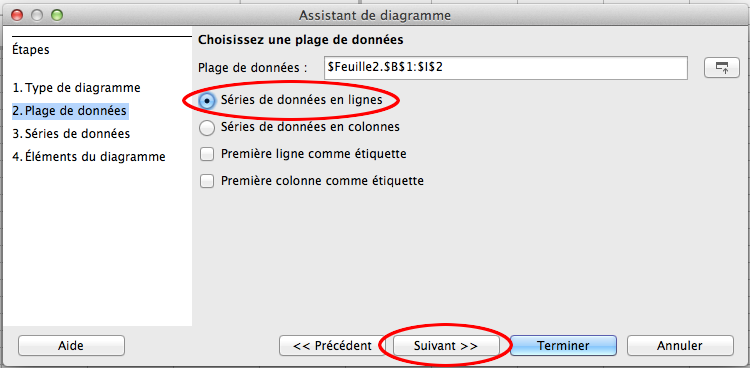 Assistant de diagramme
Étapes
1. Type de diagramme
2. Plage de données
3. Séries de données
4. Éléments du diagramme
Choisissez une plage de données
Plage de données : $Feuille2.$B$1:$I$2
Séries de données en lignes
Séries de données en colonnes
Première ligne comme étiquette
Première colonne comme étiquette
Aide << Précédent Suivant >> Terminer Annuler